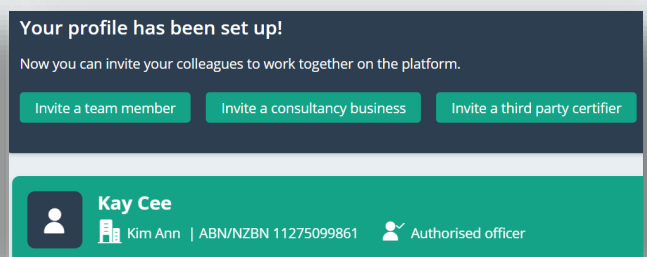 Your profile has been set up!
Now you can invite your colleagues to work together on the platform.
Invite a team member
Invite a consultancy business
Invite a third party certifier
Kay Cee
Kim Ann | ABN/NZBN 11275099861 Authorised officer